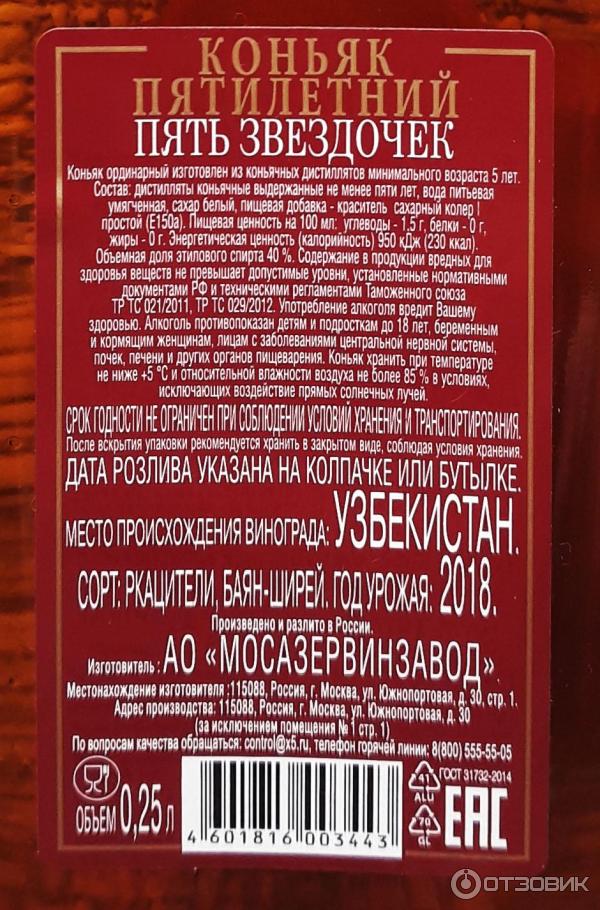 КОНЬЯК
ПЯТИЛЕТНИЙ
ПЯТЬ ЗВЕЗДОЧЕК
Коньяк ординарный изготовлен из коньячных дистиллятов минимального возраста 5 лет.
Состав: дистилляты коньячные выдержанные не менее пяти лет, вода питьевая
умягченная, сахар белый, пищевая добавка - краситель сахарный колер I
простой (Е150а). Пищевая ценность на 100 мл: углеводы - 1,5 г, белки - 0 г,
жиры - 0 г. Энергетическая ценность (калорийность) 950 кДж (230 ккал).
Объемная доля этилового спирта 40 %. Содержание в продукции вредных для
здоровья веществ не превышает допустимые уровни, установленные нормативными
документами РФ и техническими регламентами Таможенного союза
ТР ТС 021/2011, ТР ТС 029/2012. Употребление алкоголя вредит Вашему
здоровью. Алкоголь противопоказан детям и подросткам до 18 лет, беременным
и кормящим женщинам, лицам с заболеваниями центральной нервной системы,
почек, печени и других органов пищеварения. Коньяк хранить при температуре
не ниже +5 °С и относительной влажности воздуха не более 85 % в условиях,
исключающих воздействие прямых солнечных лучей.
СРОК ГОДНОСТИ НЕ ОГРАНИЧЕН ПРИ СОБЛЮДЕНИИ УСЛОВИЙ ХРАНЕНИЯ И ТРАНСПОРТИРОВАНИЯ.
После вскрытия упаковки рекомендуется хранить в закрытом виде, соблюдая условия хранения.
ДАТА РОЗЛИВА УКАЗАНА НА КОЛПАЧКЕ ИЛИ БУТЫЛКЕ.
МЕСТО ПРОИСХОЖДЕНИЯ ВИНОГРАДА: УЗБЕКИСТАН.
СОРТ: РКАЦИТЕЛИ, БАЯН-ШИРЕЙ. ГОД УРОЖАЯ: 2018.
Произведено и разлито в России.
Изготовитель: АО «МОСАЗЕРВИНЗАВОД»,
Местонахождение изготовителя :115088, Россия, г. Москва, ул. Южнопортовая, д. 30, стр. 1.
Адрес производства: 115088, Россия, г. Москва, ул. Южнопортовая, д. 30
(за исключением помещения № 1 стр. 1)
По вопросам качества обращаться: control@x5.ru, телефон горячей линии: 8(800) 555-55-05
ОБЪЕМ 0,25 л
4 601816 003443
41
ALU
70
GL
ГОСТ 31732-2014
EAC
ОТЗОВИК